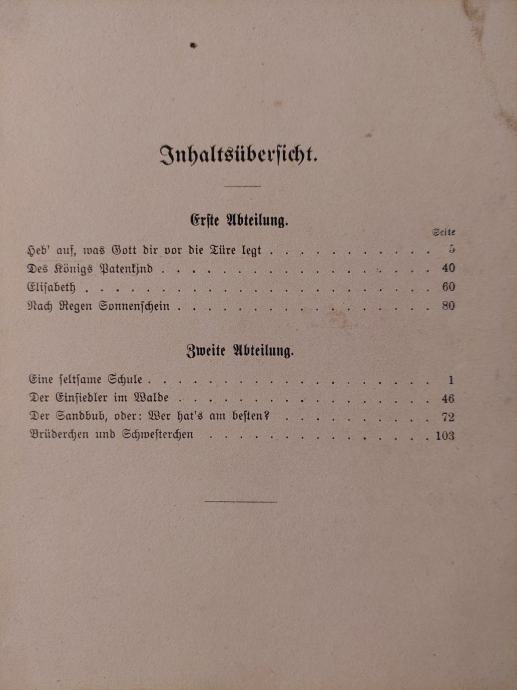 Inhaltsübersicht.
Erste Abteilung.
Seite
Heb' auf, was Gott dir vor die Türe legt . . . . . . . . . . . 5
Des Königs Patenkind . . . . . . . . . . . . . . . . 40
Elisabeth . . . . . . . . . . . . . . . . . . . . 60
Nach Regen Sonnenschein . . . . . . . . . . . . . . . 80
Zweite Abteilung.
Eine seltsame Schule . . . . . . . . . . . . . . . . . 1
Der Einsiedler im Walde . . . . . . . . . . . . . . . 46
Der Sandbub, oder: Wer hat's am besten? . . . . . . . . . 72
Brüderchen und Schwesterchen . . . . . . . . . . . . . 103